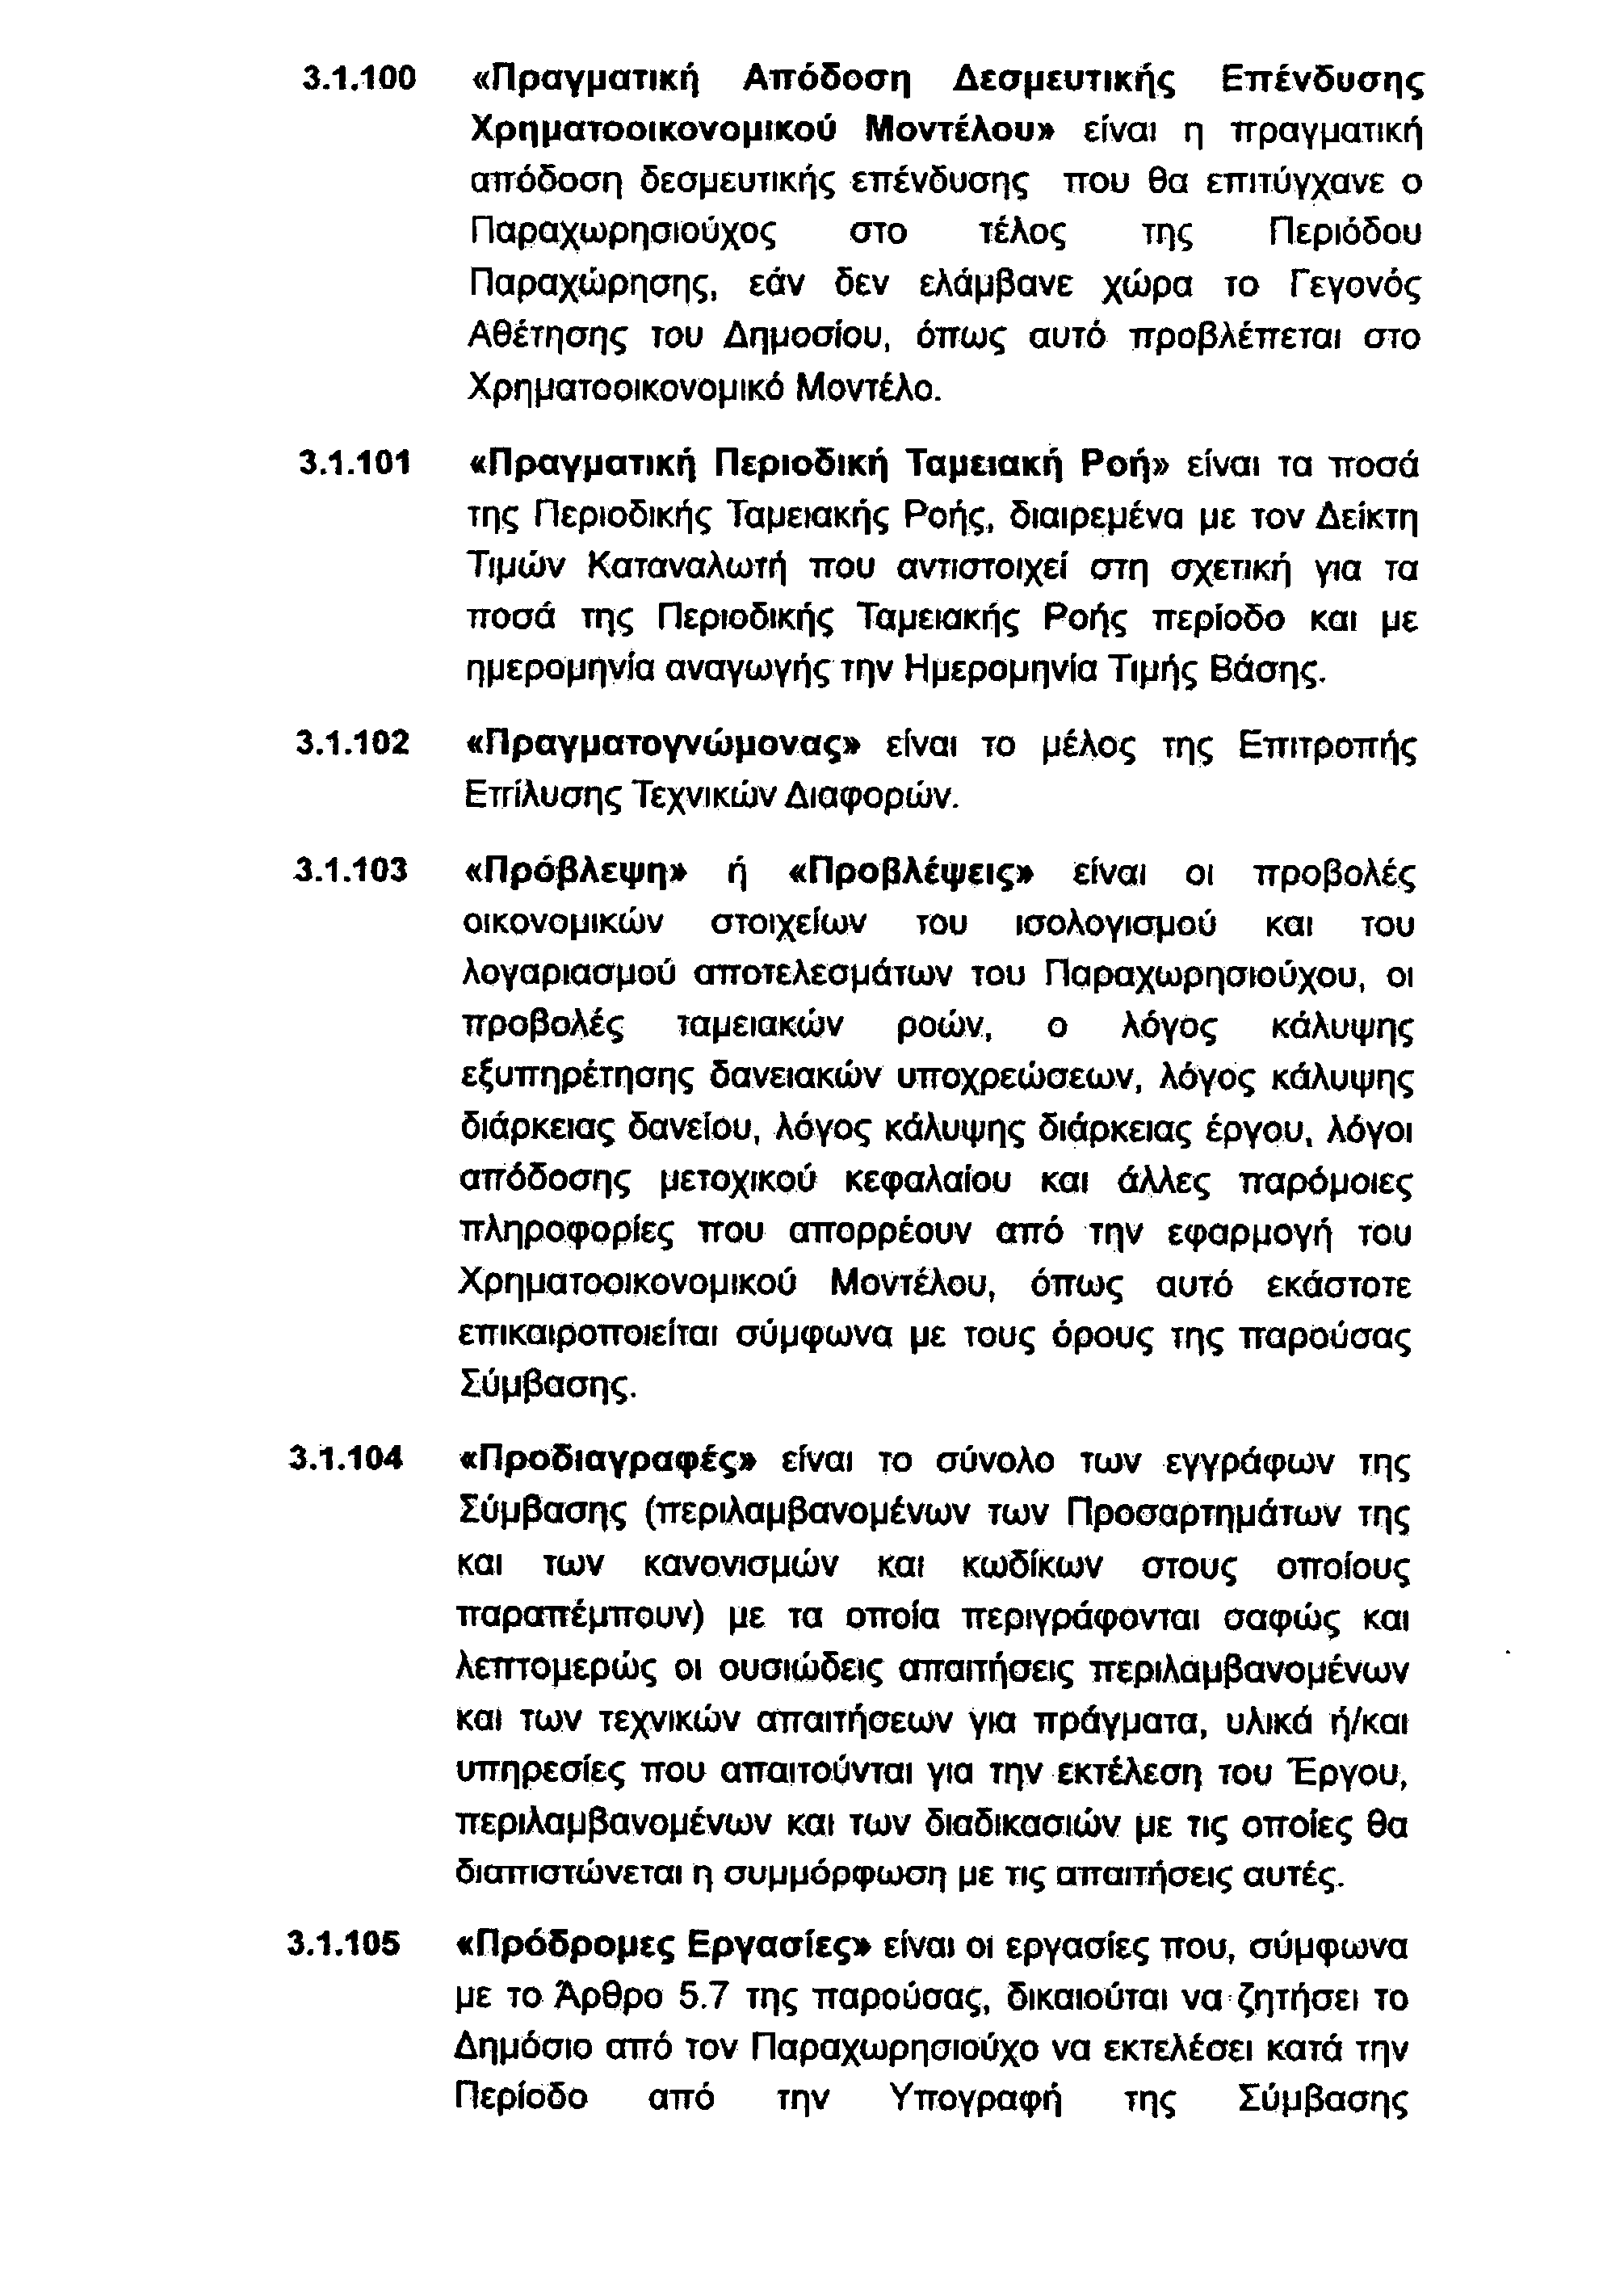 3.1.100 «Πραγματική Απόδοση Δεσμευτικής Επένδυσης
Χρηματοοικονομικού Μοντέλου» είναι η πραγματική
απόδοση δεσμευτικής επένδυσης που θα επιτύγχανε ο
Παραχωρησιούχος στο τέλος της Περιόδου
Παραχώρησης, εάν δεν ελάμβανε χώρα το Γεγονός
Αθέτησης του Δημοσίου, όπως αυτό προβλέπεται στο
Χρηματοοικονομικό Μοντέλο.
3.1.101 «Πραγματική Περιοδική Ταμειακή Ροή» είναι τα ποσά
της Περιοδικής Ταμειακής Ροής, διαιρεμένα με τον Δείκτη
Τιμών Καταναλωτή που αντιστοιχεί στη σχετική για τα
ποσά της Περιοδικής Ταμειακής Ροής περίοδο και με
ημερομηνία αναγωγής την Ημερομηνία Τιμής Βάσης.
3.1.102 «Πραγματογνώμονας» είναι το μέλος της Επιτροπής
Επίλυσης Τεχνικών Διαφορών.
3.1.103 «Πρόβλεψη» ή «Προβλέψεις» είναι οι προβολές
οικονομικών στοιχείων του ισολογισμού και του
λογαριασμού αποτελεσμάτων του Παραχωρησιούχου, οι
προβολές ταμειακών ροών, ο λόγος κάλυψης
εξυπηρέτησης δανειακών υποχρεώσεων, λόγος κάλυψης
διάρκειας δανείου, λόγος κάλυψης διάρκειας έργου, λόγοι
απόδοσης μετοχικού κεφαλαίου και άλλες παρόμοιες
πληροφορίες που απορρέουν από την εφαρμογή του
Χρηματοοικονομικού Μοντέλου, όπως αυτό εκάστοτε
επικαιροποιείται σύμφωνα με τους όρους της παρούσας
Σύμβασης.
3.1.104 «Προδιαγραφές» είναι το σύνολο των εγγράφων της
Σύμβασης (περιλαμβανομένων των Προσαρτημάτων της
και των κανονισμών και κωδίκων στους οποίους
παραπέμπουν) με τα οποία περιγράφονται σαφώς και
λεπτομερώς οι ουσιώδεις απαιτήσεις περιλαμβανομένων
και των τεχνικών απαιτήσεων για πράγματα, υλικά ή/και
υπηρεσίες που απαιτούνται για την εκτέλεση του Έργου,
περιλαμβανομένων και των διαδικασιών με τις οποίες θα
διαπιστώνεται η συμμόρφωση με τις απαιτήσεις αυτές.
3.1.105 «Πρόδρομες Εργασίες» είναι οι εργασίες που, σύμφωνα
με το Άρθρο 5.7 της παρούσας, δικαιούται να ζητήσει το
Δημόσιο από τον Παραχωρησιούχο να εκτελέσει κατά την
Περίοδο από την Υπογραφή της Σύμβασης